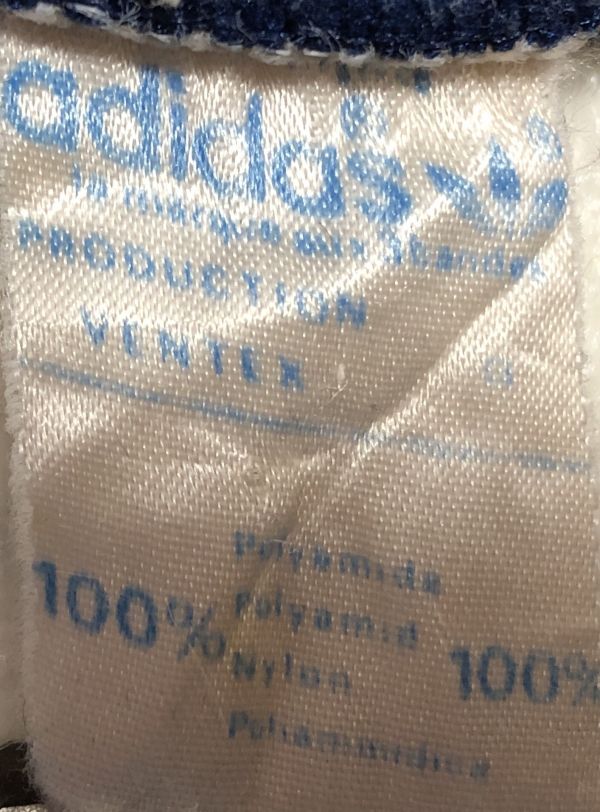 adidas
la marque aux 3 bandes
PRODUCTION
VENTEX
100% Polyamide
Polyamid
Nylon 100%